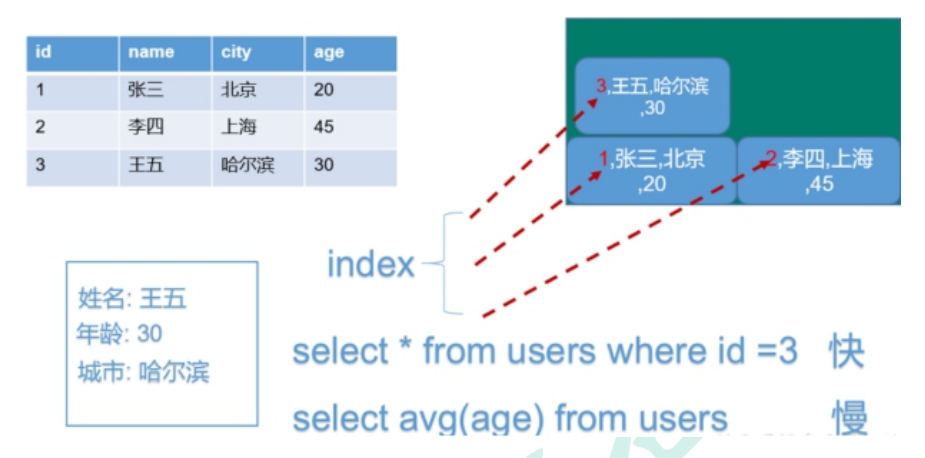 id name city age
1 张三 北京 20
2 李四 上海 45
3 王五 哈尔滨 30
3,王五,哈尔滨
,30
1,张三,北京
,20
2,李四,上海
,45
index
姓名: 王五
年龄: 30
城市: 哈尔滨
select * from users where id =3 快
select avg(age) from users 慢